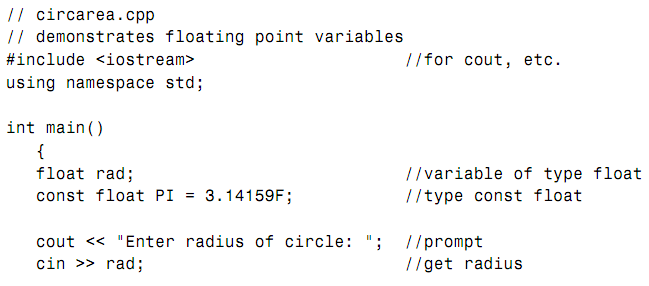 // circarea.cpp
// demonstrates floating point variables
#include <iostream> //for cout, etc.
using namespace std;

int main()
{
float rad; //variable of type float
const float PI = 3.14159F; //type const float

cout << "Enter radius of circle: "; //prompt
cin >> rad; //get radius